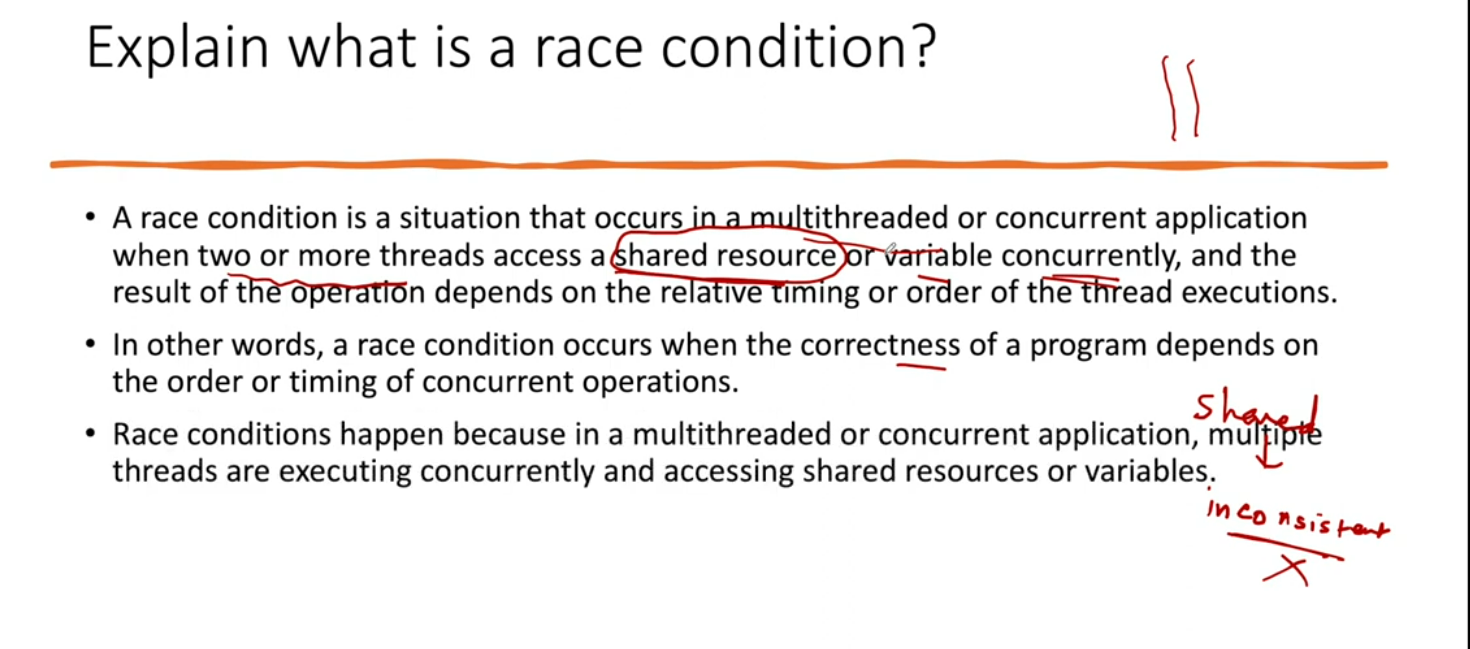 Explain what is a race condition?
• A race condition is a situation that occurs in a multithreaded or concurrent application
when two or more threads access a shared resource or variable concurrently, and the
result of the operation depends on the relative timing or order of the thread executions.
• In other words, a race condition occurs when the correctness of a program depends on
the order or timing of concurrent operations.
shared
• Race conditions happen because in a multithreaded or concurrent application, multiple
threads are executing concurrently and accessing shared resources or variables.
inconsistent